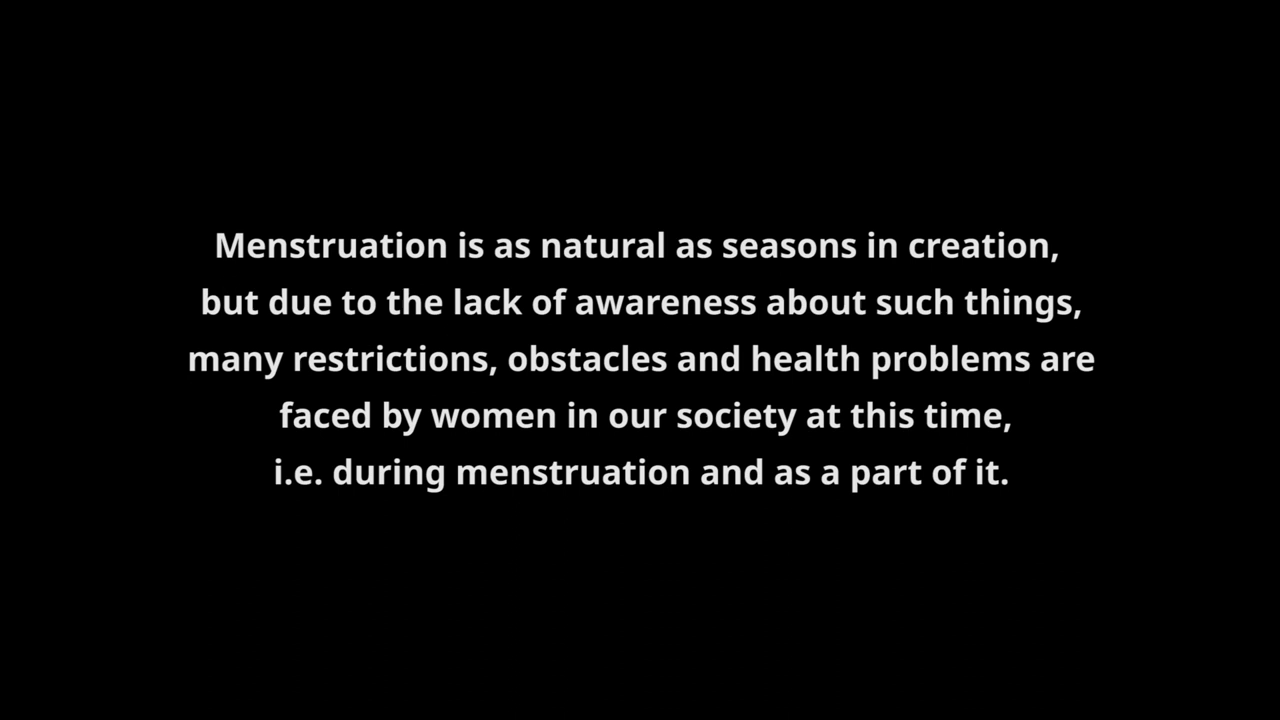 Menstruation is as natural as seasons in creation,
but due to the lack of awareness about such things,
many restrictions, obstacles and health problems are
faced by women in our society at this time,
i.e. during menstruation and as a part of it.